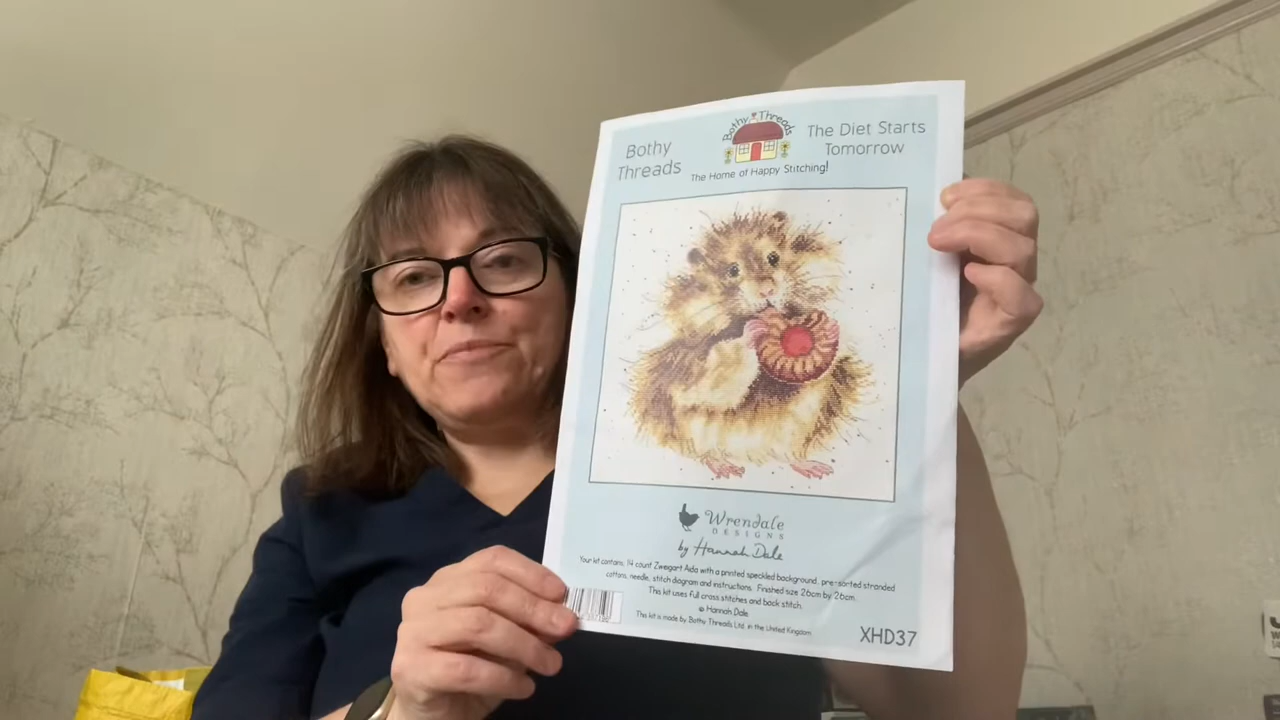 Bothy
Threads
Bothy Threads
The Home of Happy Stitching!
The Diet Starts
Tomorrow
Wrendale
DESIGNS
by Hannah Dale
Your kit contains: 14 count Zweigart Aida with a printed speckled background, pre-sorted stranded
cottons, needle, stitch diagram and instructions. Finished size 26cm by 26cm.
This kit uses full cross stitches and back stitch.
© Hannah Dale
This kit is made by Bothy Threads Ltd. in the United Kingdom
XHD37